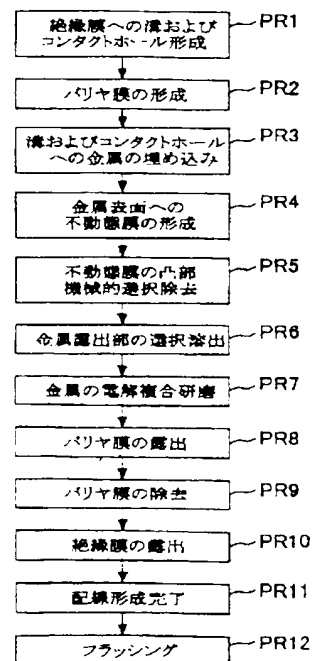 絶縁膜への溝および
コンタクトホール形成
PR1
バリヤ膜の形成
PR2
溝およびコンタクトホール
への金属の埋め込み
PR3
金属表面への
不動態膜の形成
PR4
不動態膜の凸部
機械的選択除去
PR5
金属露出部の選択溶出
PR6
金属の電解複合研磨
PR7
バリヤ膜の露出
PR8
バリヤ膜の除去
PR9
絶縁膜の露出
PR10
配線形成完了
PR11
フラッシング
PR12